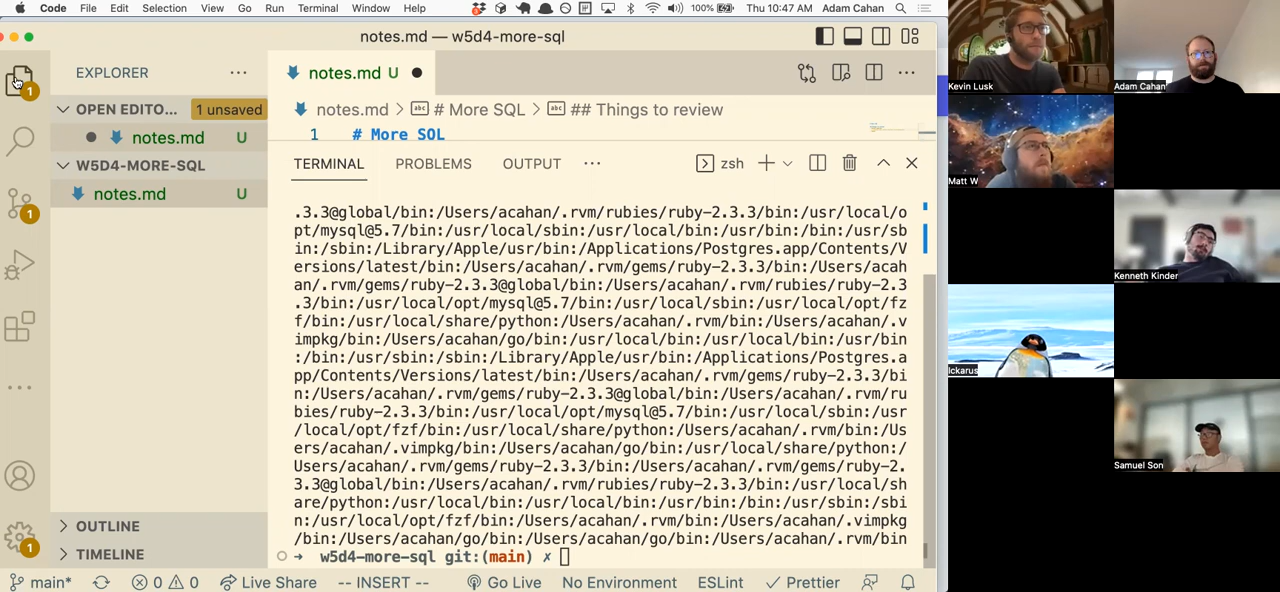 Code File Edit Selection View Go Run Terminal Window Help 100% Thu 10:47 AM Adam Cahan
notes.md — w5d4-more-sql
EXPLORER
OPEN EDITO... 1 unsaved
notes.md U
W5D4-MORE-SQL
notes.md U
OUTLINE
TIMELINE
1
1
1
notes.md U
notes.md > # More SQL > ## Things to review
1 # More SQL
TERMINAL PROBLEMS OUTPUT zsh
.3.3@global/bin:/Users/acahan/.rvm/rubies/ruby-2.3.3/bin:/usr/local/o
pt/mysql@5.7/bin:/usr/local/sbin:/usr/local/bin:/usr/bin:/bin:/usr/sb
in:/sbin:/Library/Apple/usr/bin:/Applications/Postgres.app/Contents/V
ersions/latest/bin:/Users/acahan/.rvm/gems/ruby-2.3.3/bin:/Users/acah
an/.rvm/gems/ruby-2.3.3@global/bin:/Users/acahan/.rvm/rubies/ruby-2.3
.3/bin:/usr/local/opt/mysql@5.7/bin:/usr/local/sbin:/usr/local/opt/fz
f/bin:/usr/local/share/python:/Users/acahan/.rvm/bin:/Users/acahan/.v
impkg/bin:/Users/acahan/go/bin:/usr/local/bin:/usr/local/bin:/usr/bin
:/bin:/usr/sbin:/sbin:/Library/Apple/usr/bin:/Applications/Postgres.a
pp/Contents/Versions/latest/bin:/Users/acahan/.rvm/gems/ruby-2.3.3/bi
n:/Users/acahan/.rvm/gems/ruby-2.3.3@global/bin:/Users/acahan/.rvm/ru
bies/ruby-2.3.3/bin:/usr/local/opt/mysql@5.7/bin:/usr/local/sbin:/usr
/local/opt/fzf/bin:/usr/local/share/python:/Users/acahan/.rvm/bin:/Us
ers/acahan/.vimpkg/bin:/Users/acahan/go/bin:/usr/local/share/python:/
Users/acahan/.rvm/gems/ruby-2.3.3/bin:/Users/acahan/.rvm/gems/ruby-2.
3.3@global/bin:/Users/acahan/.rvm/rubies/ruby-2.3.3/bin:/usr/local/sh
are/python:/usr/local/bin:/usr/local/bin:/usr/bin:/bin:/usr/sbin:/sbi
n:/usr/local/opt/fzf/bin:/Users/acahan/.rvm/bin:/Users/acahan/.vimpkg
/bin:/Users/acahan/go/bin:/Users/acahan/go/bin:/Users/acahan/.rvm/bin
➜ w5d4-more-sql git:(main) ✗
main* 0 0 Live Share -- INSERT -- Go Live No Environment ESLint Prettier
Kevin Lusk
Adam Cahan
Matt W
Kenneth Kinder
Ickarus
Samuel Son